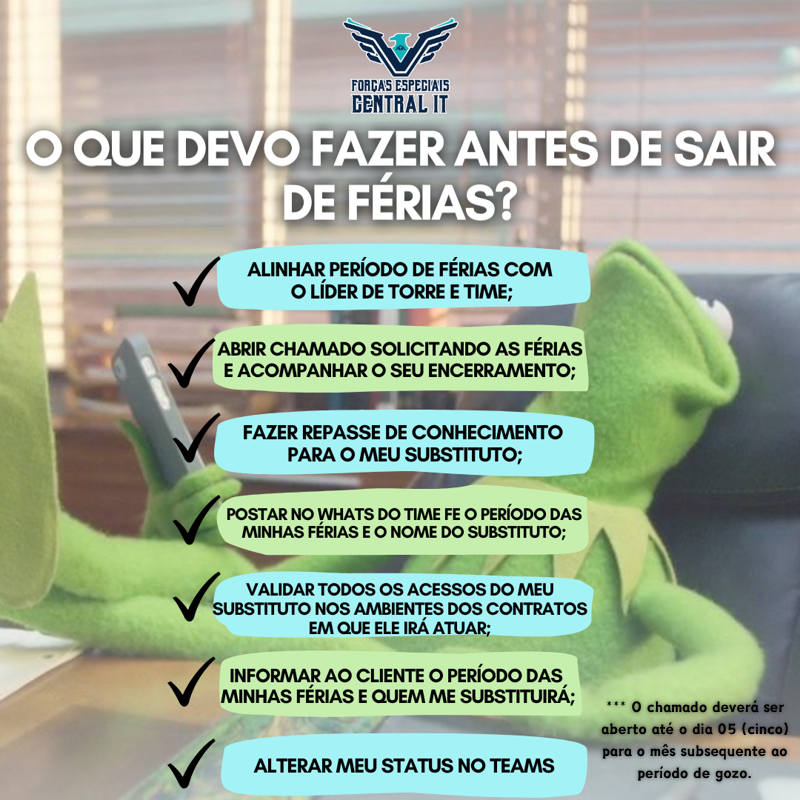 FORÇAS ESPECIAIS
CENTRAL IT
O QUE DEVO FAZER ANTES DE SAIR
DE FÉRIAS?
ALINHAR PERÍODO DE FÉRIAS COM
O LÍDER DE TORRE E TIME;
ABRIR CHAMADO SOLICITANDO AS FÉRIAS
E ACOMPANHAR O SEU ENCERRAMENTO;
FAZER REPASSE DE CONHECIMENTO
PARA O MEU SUBSTITUTO;
POSTAR NO WHATS DO TIME FE O PERÍODO DAS
MINHAS FÉRIAS E O NOME DO SUBSTITUTO;
VALIDAR TODOS OS ACESSOS DO MEU
SUBSTITUTO NOS AMBIENTES DOS CONTRATOS
EM QUE ELE IRÁ ATUAR;
INFORMAR AO CLIENTE O PERÍODO DAS
MINHAS FÉRIAS E QUEM ME SUBSTITUIRÁ;
ALTERAR MEU STATUS NO TEAMS
*** O chamado deverá ser
aberto até o dia 05 (cinco)
para o mês subsequente ao
período de gozo.